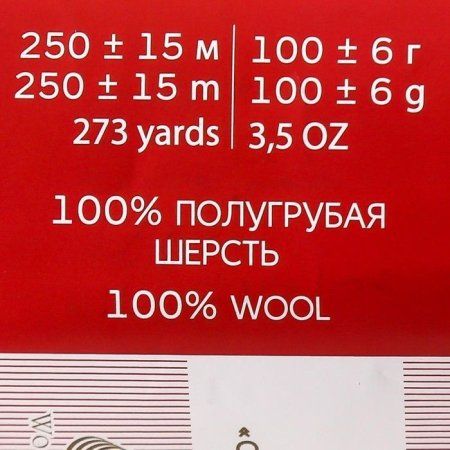 250 ± 15 м | 100 ± 6 г
250 ± 15 m | 100 ± 6 g
273 yards | 3,5 OZ
100% ПОЛУГРУБАЯ
ШЕРСТЬ
100% WOOL